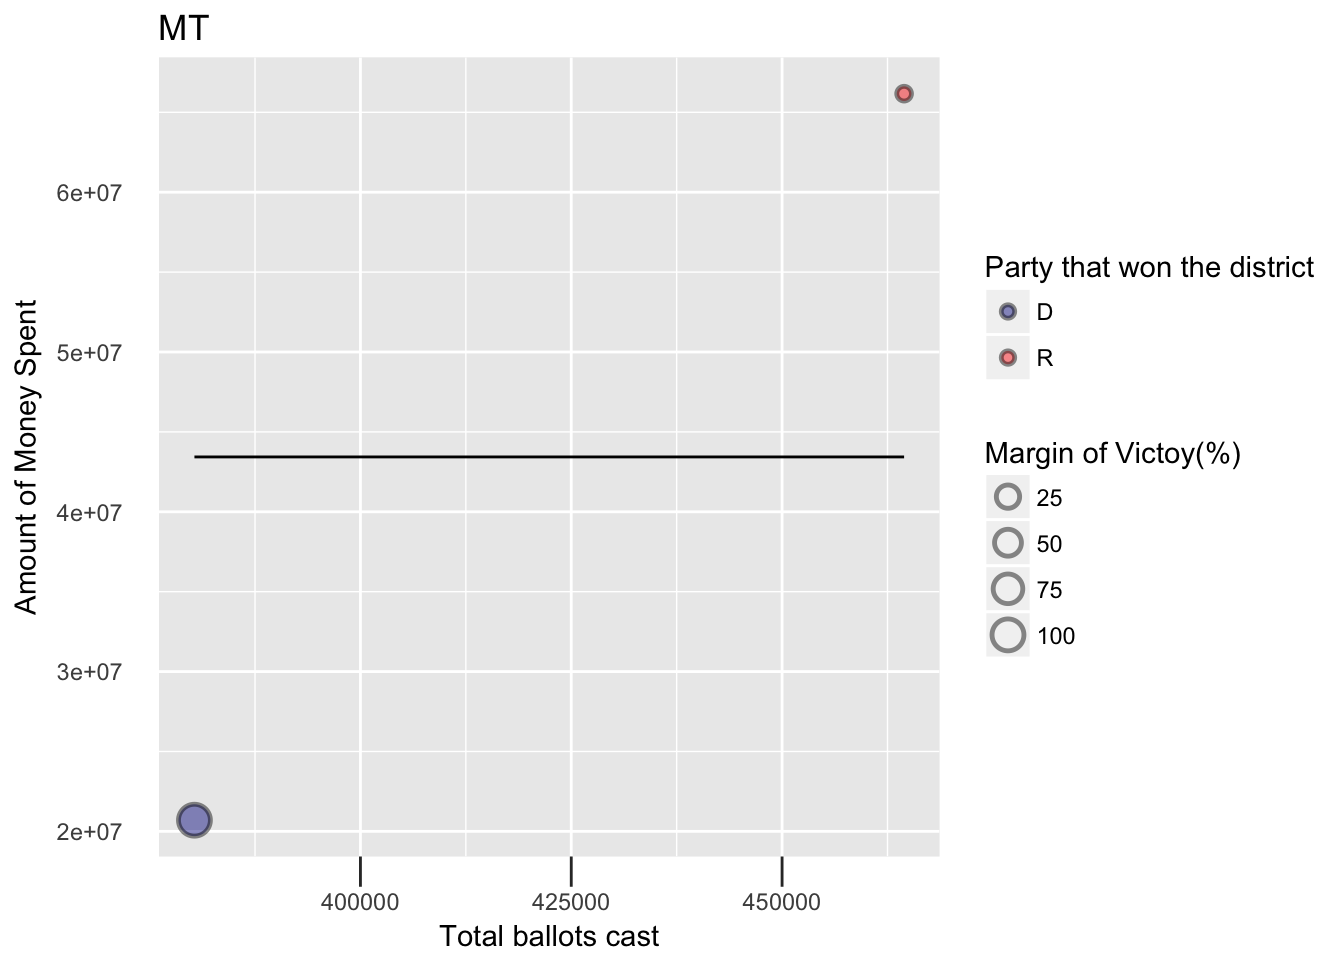 MT
Amount of Money Spent
6e+07
5e+07
4e+07
3e+07
2e+07
400000
425000
450000
Total ballots cast
Party that won the district
D
R
Margin of Victoy(%)
25
50
75
100